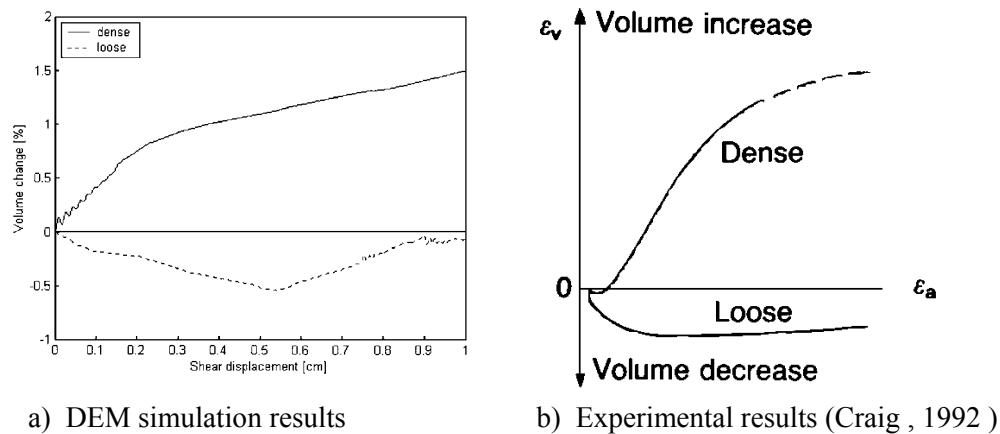 2
1.5
1
0.5
0
-0.5
-1
Volume change [%]
dense
loose
0 0.1 0.2 0.3 0.4 0.5 0.6 0.7 0.8 0.9 1
Shear displacement [cm]
εv Volume increase
Dense
0
εa
Loose
Volume decrease
a) DEM simulation results
b) Experimental results (Craig , 1992 )